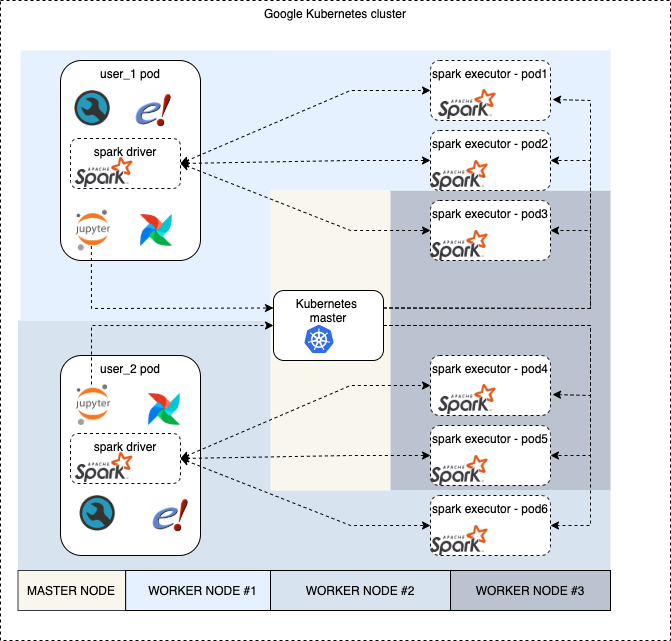 Google Kubernetes cluster
user_1 pod
e!
spark driver
APACHE
Spark
jupyter
spark executor - pod1
APACHE
Spark
spark executor - pod2
APACHE
Spark
spark executor - pod3
APACHE
Spark
Kubernetes
master
user_2 pod
jupyter
spark driver
APACHE
Spark
e!
spark executor - pod4
APACHE
Spark
spark executor - pod5
APACHE
Spark
spark executor - pod6
APACHE
Spark
MASTER NODE
WORKER NODE #1
WORKER NODE #2
WORKER NODE #3